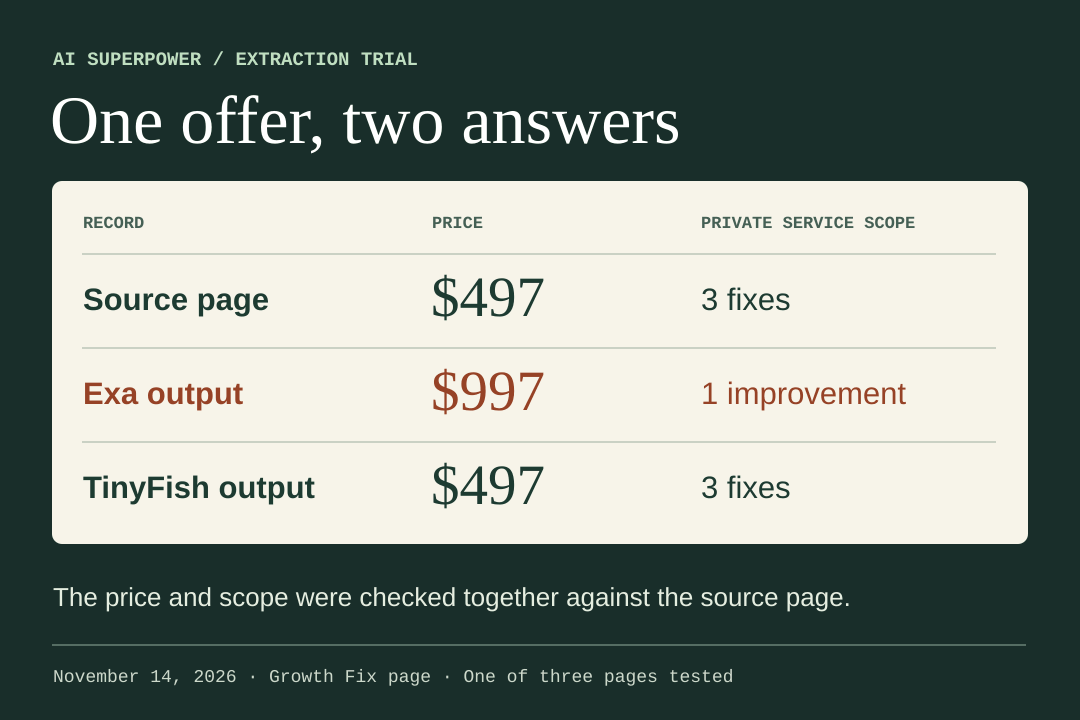 AI SUPERPOWER / EXTRACTION TRIAL
One offer, two answers
RECORD PRICE PRIVATE SERVICE SCOPE
Source page $497 3 fixes
Exa output $997 1 improvement
TinyFish output $497 3 fixes
The price and scope were checked together against the source page.
November 14, 2026 · Growth Fix page · One of three pages tested